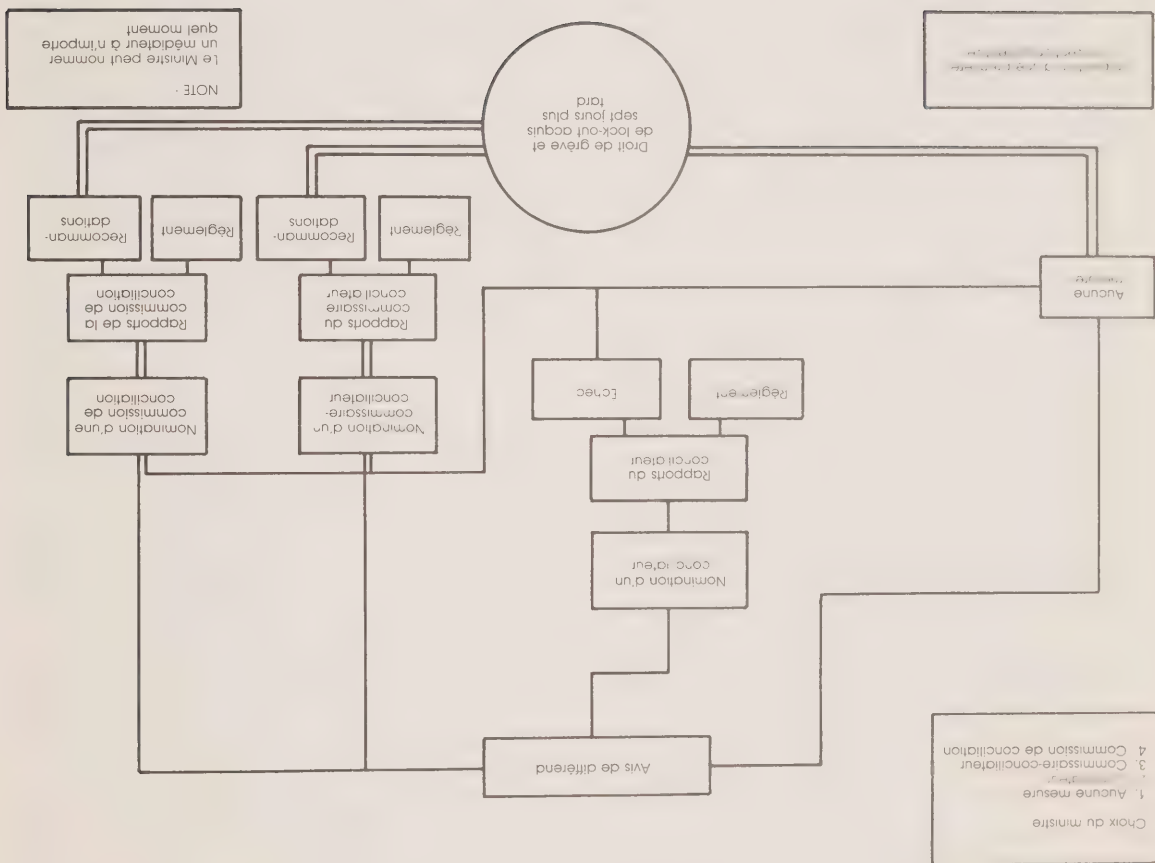 Choix du ministre
1. Aucune mesure
3. Commissaire-conciliateur
4 Commission de conciliation
Avis de différend
Nomination d'un
conciliateur
Rapports du
conciliateur
Règlement
Echec
Nomination d'un
commissaire-
conciliateur
Nomination d'une
commission de
conciliation
Aucune
Rapports du
commissaire
conciliateur
Rapports de la
commission de
conciliation
Règlement
Recomman-
dations
Règlement
Recomman-
dations
Droit de grève et
de lock-out acquis
sept jours plus
tard
NOTE ·
Le Ministre peut nommer
un médiateur à n'importe
quel moment